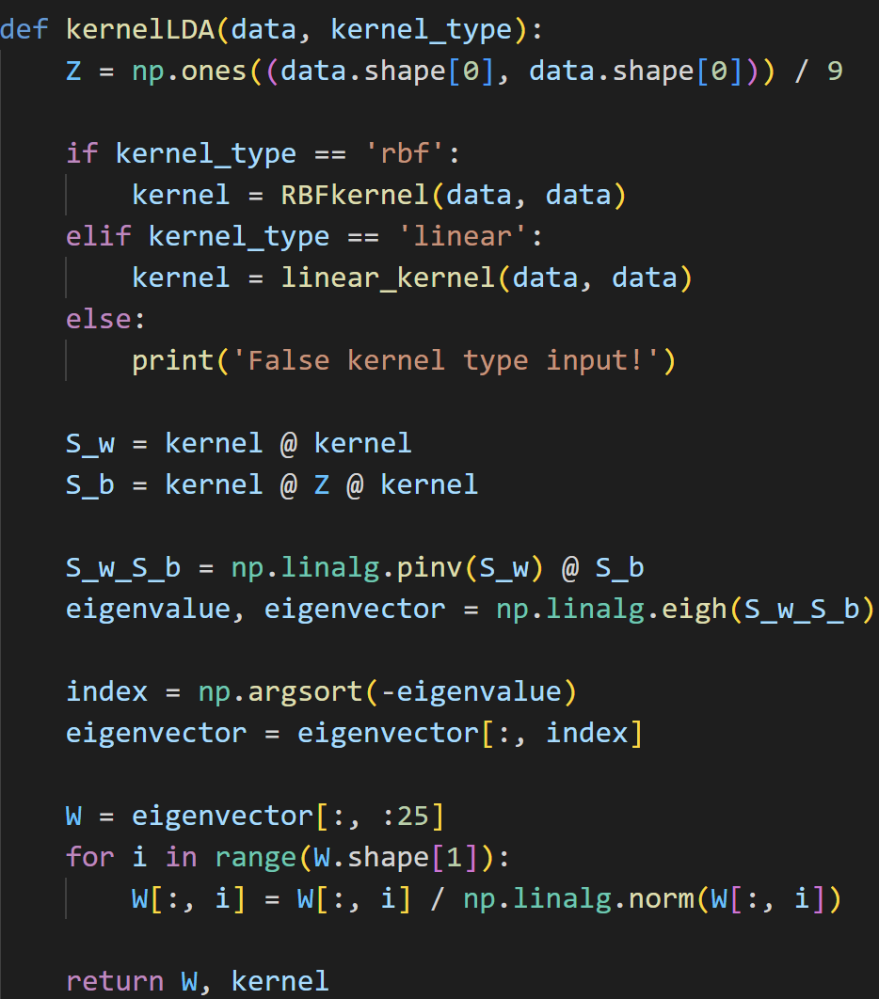 def kernelLDA(data, kernel_type):
    Z = np.ones((data.shape[0], data.shape[0])) / 9

    if kernel_type == 'rbf':
        kernel = RBFkernel(data, data)
    elif kernel_type == 'linear':
        kernel = linear_kernel(data, data)
    else:
        print('False kernel type input!')

    S_w = kernel @ kernel
    S_b = kernel @ Z @ kernel

    S_w_S_b = np.linalg.pinv(S_w) @ S_b
    eigenvalue, eigenvector = np.linalg.eigh(S_w_S_b)

    index = np.argsort(-eigenvalue)
    eigenvector = eigenvector[:, index]

    W = eigenvector[:, :25]
    for i in range(W.shape[1]):
        W[:, i] = W[:, i] / np.linalg.norm(W[:, i])

    return W, kernel